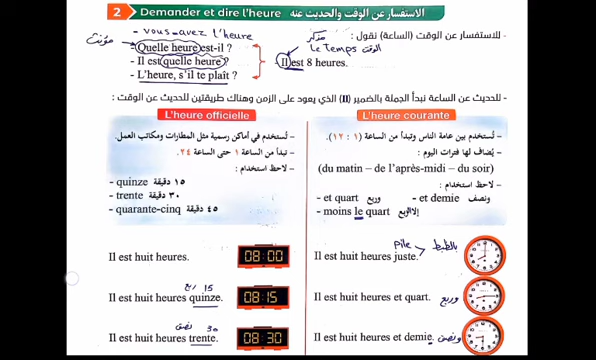 2 Demander et dire l'heure الاستفسار عن الوقت والحديث عنه
- للاستفسار عن الوقت (الساعة) نقول :
مذكر
- vous-avez l'heure
مؤنث
le Temps الوقت
- Quelle heure est-il ?
- Il est quelle heure ?
Il est 8 heures.
- L'heure, s'il te plaît ?
- للحديث عن الساعة نبدأ الجملة بالضمير (Il) الذي يعود على الزمن وهناك طريقتين للحديث عن الوقت :
L'heure officielle
- تستخدم في أماكن رسمية مثل المطارات ومكاتب العمل.
- تبدأ من الساعة ١ حتى الساعة ٢٤.
- لاحظ استخدام :
- quinze ١٥ دقيقة
- trente ٣٠ دقيقة
- quarante-cinq ٤٥ دقيقة
L'heure courante
- تستخدم بين عامة الناس وتبدأ من الساعة (١ : ١٢).
- يضاف لها فترات اليوم :
(du matin – de l'après-midi – du soir)
- لاحظ استخدام :
- et quart وربع - et demie ونصف
- moins le quart إلا الربع
Il est huit heures.
08:00
pile بالظبط
Il est huit heures juste.
ربع 15
Il est huit heures quinze.
08:15
Il est huit heures et quart. وربع
نصف 30
Il est huit heures trente.
08:30
Il est huit heures et demie. ونصف